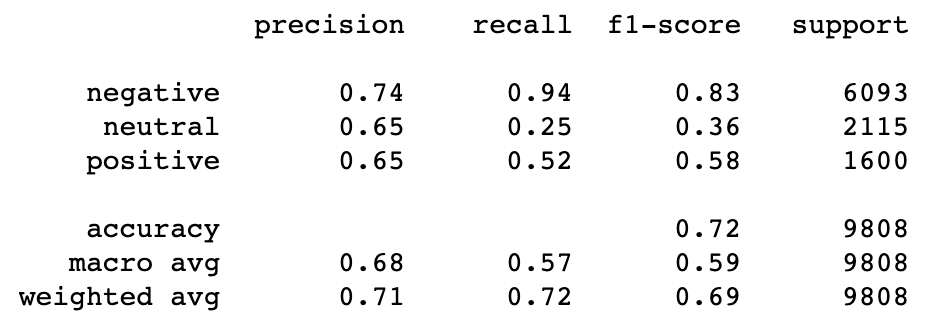 precision recall f1-score support
negative 0.74 0.94 0.83 6093
neutral 0.65 0.25 0.36 2115
positive 0.65 0.52 0.58 1600
accuracy 0.72 9808
macro avg 0.68 0.57 0.59 9808
weighted avg 0.71 0.72 0.69 9808